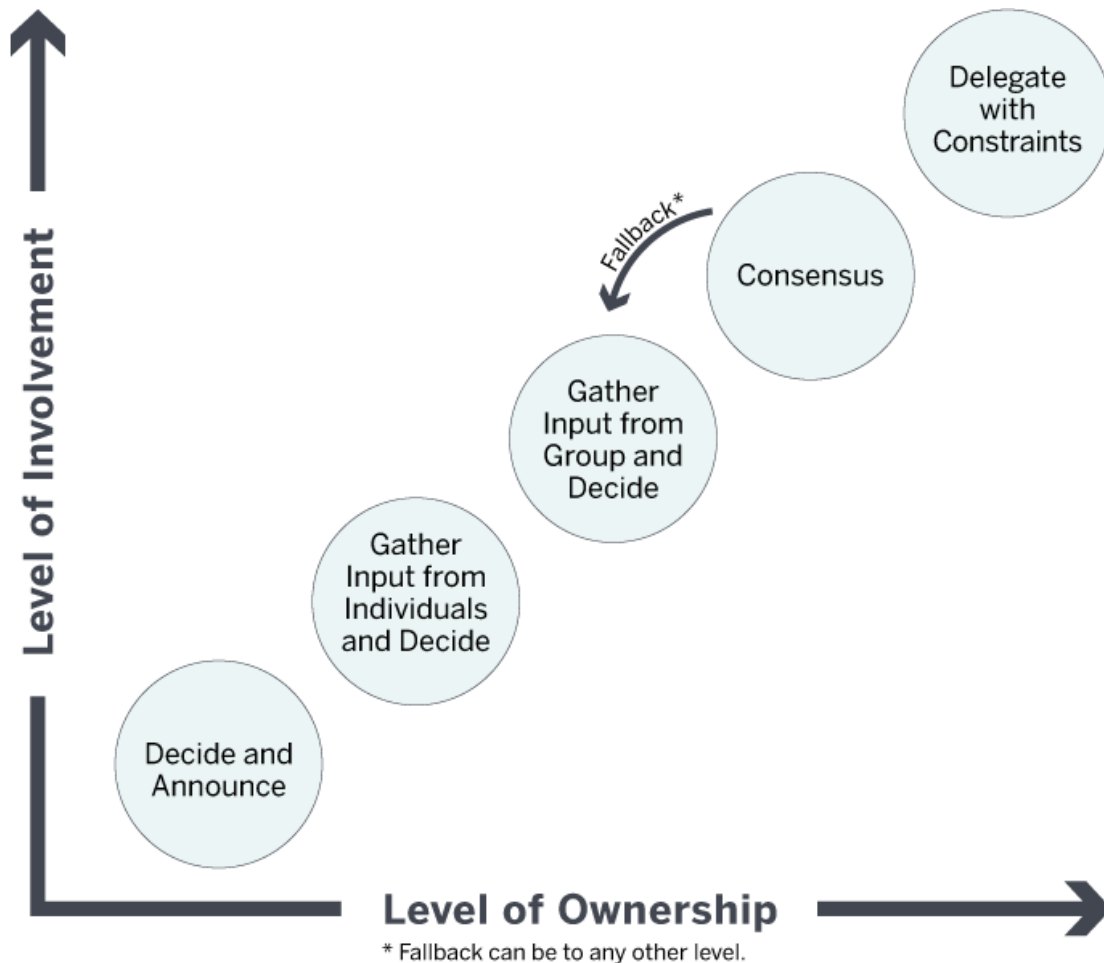 Delegate
with
Constraints
Fallback*
Consensus
Gather
Input from
Group and
Decide
Gather
Input from
Individuals
and Decide
Decide and
Announce
Level of Involvement
Level of Ownership
* Fallback can be to any other level.